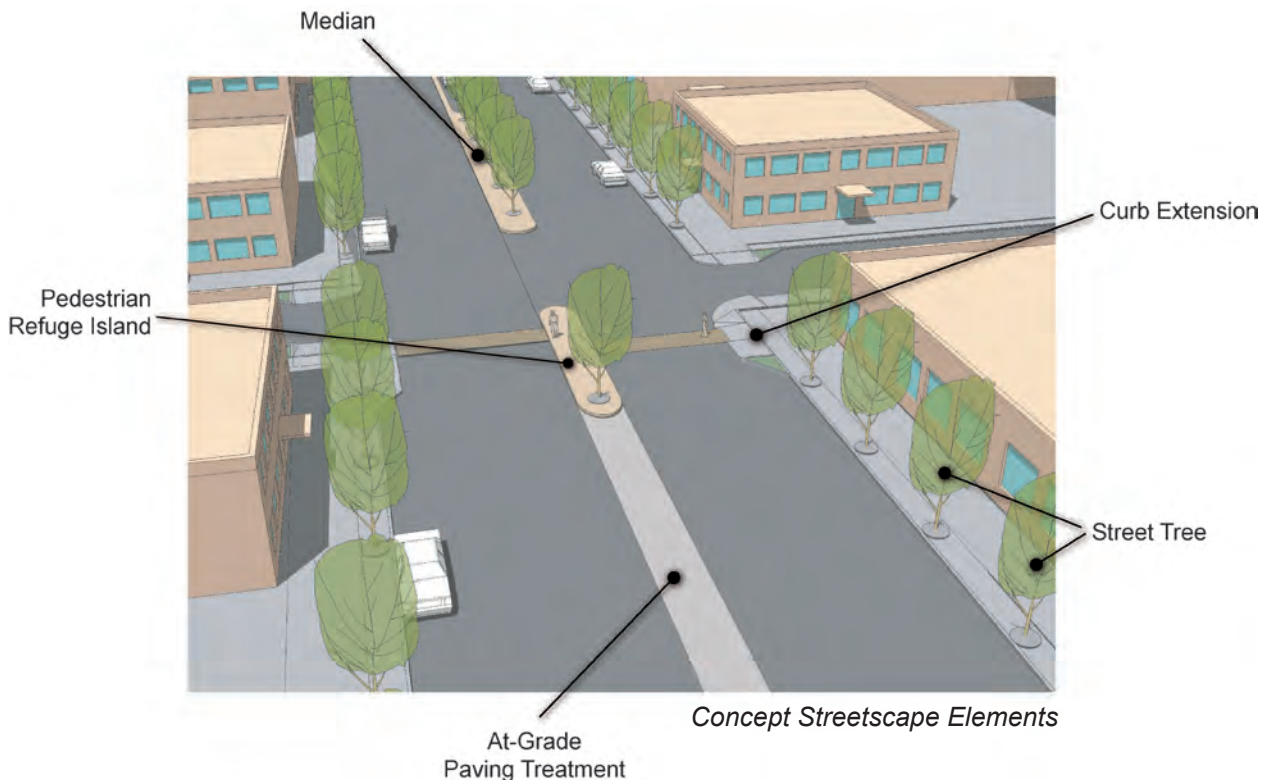 Median
Curb Extension
Pedestrian
Refuge Island
Street Tree
Concept Streetscape Elements
At-Grade
Paving Treatment